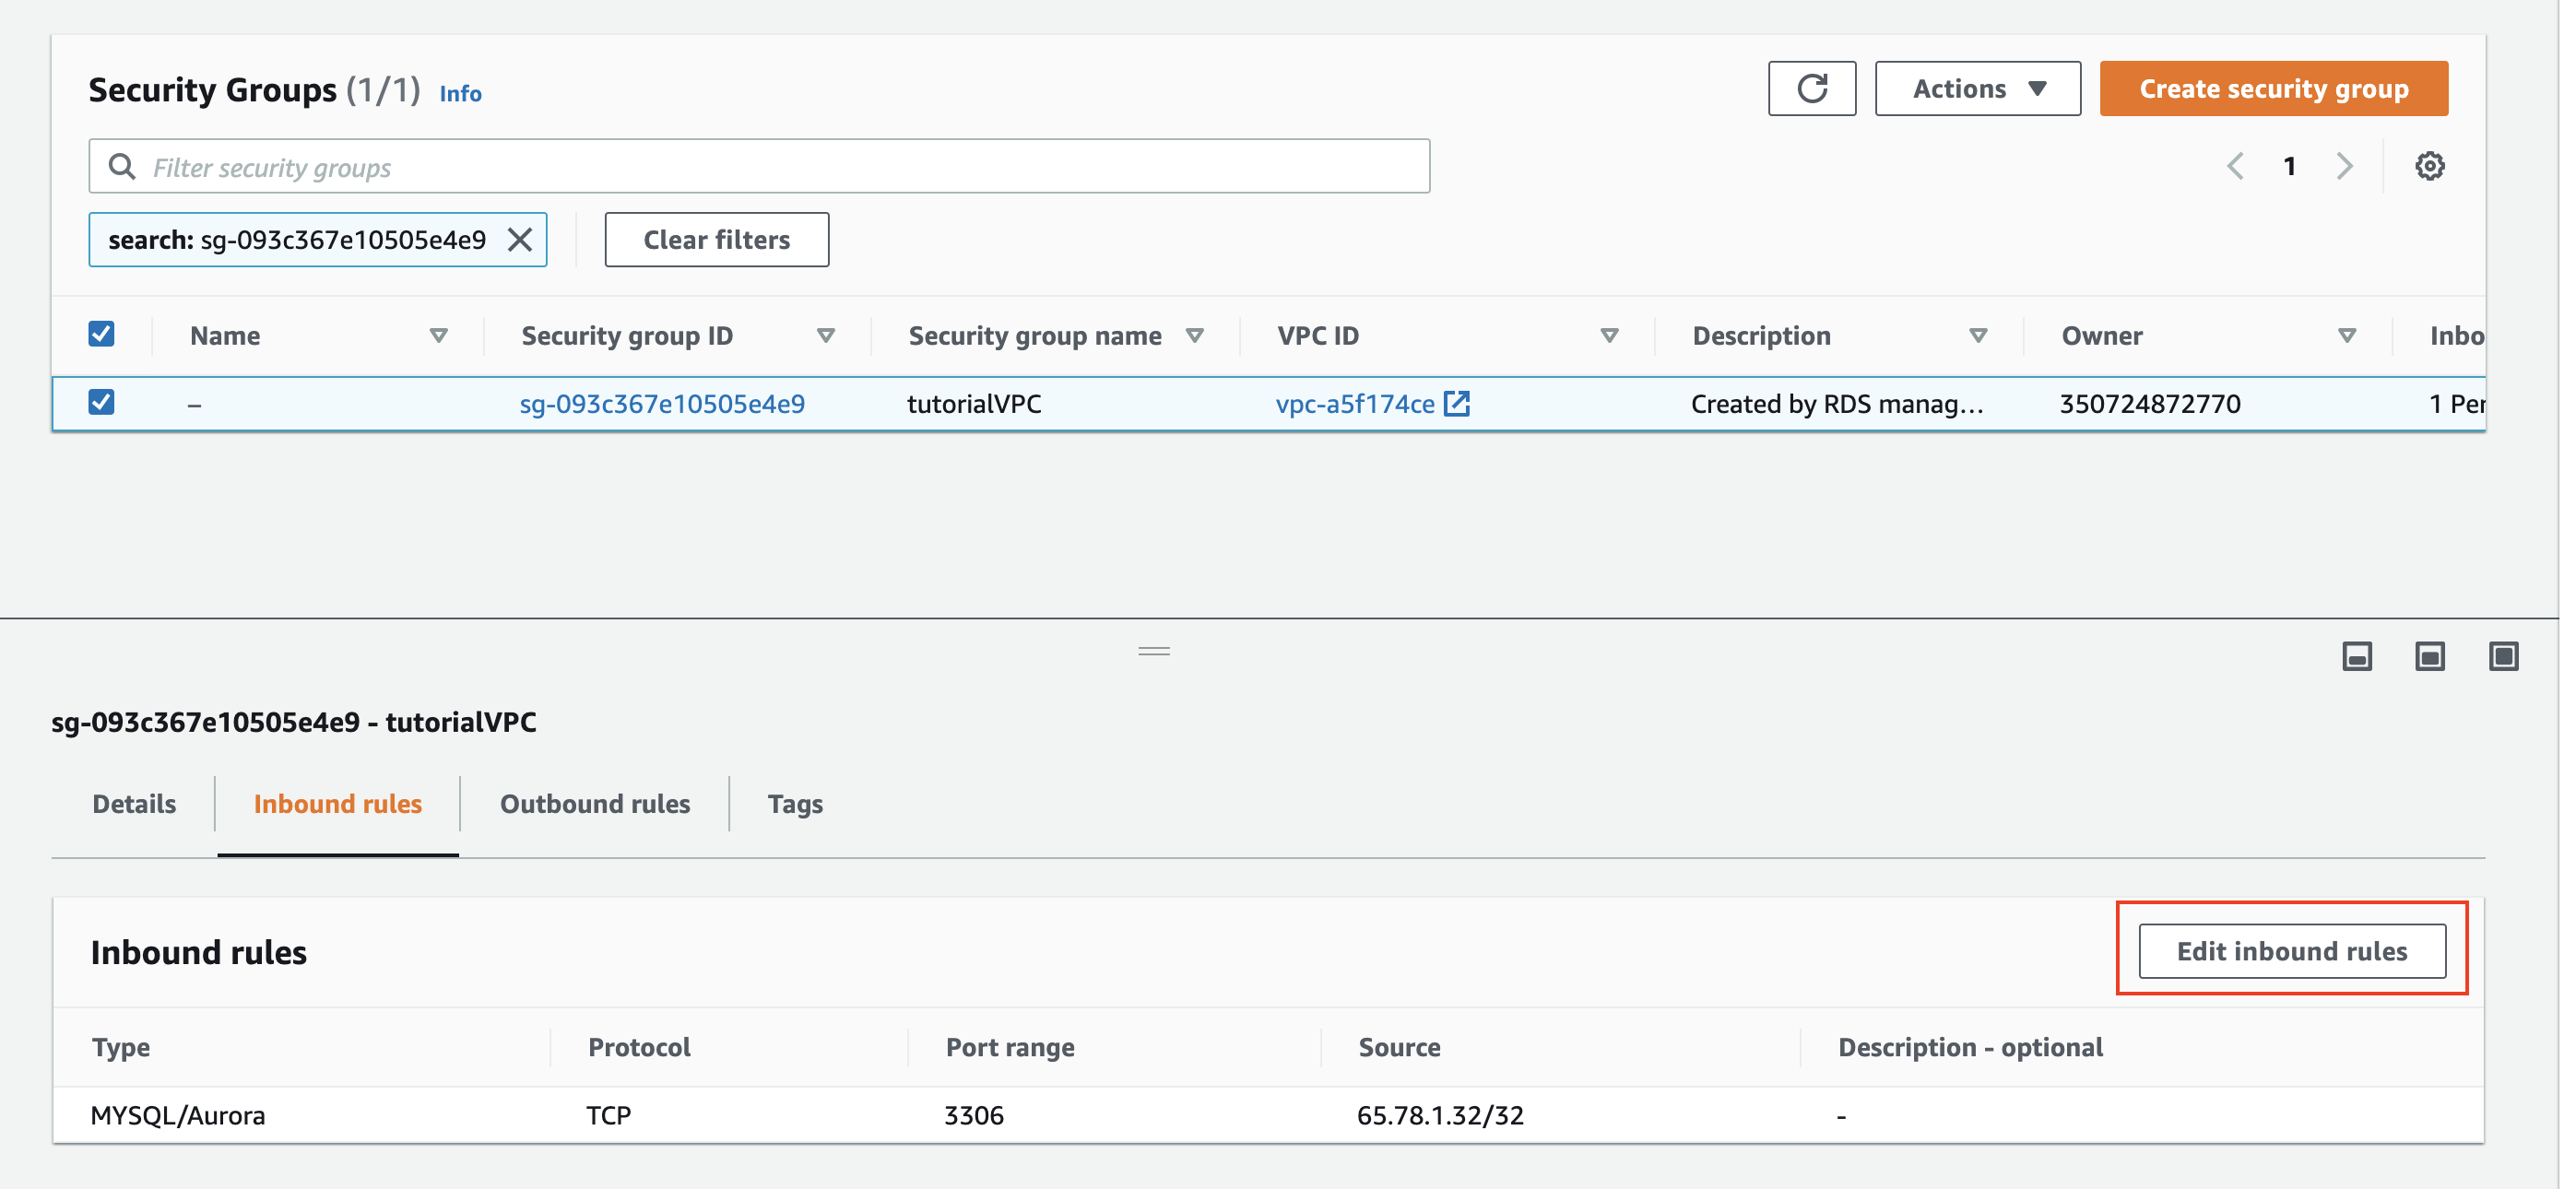 Security Groups (1/1) Info
Actions
Create security group
Filter security groups
1
search: sg-093c367e10505e4e9
Clear filters
Name Security group ID Security group name VPC ID Description Owner Inbo
– sg-093c367e10505e4e9 tutorialVPC vpc-a5f174ce Created by RDS manag... 350724872770 1 Per
sg-093c367e10505e4e9 - tutorialVPC
Details Inbound rules Outbound rules Tags
Inbound rules
Edit inbound rules
Type Protocol Port range Source Description - optional
MYSQL/Aurora TCP 3306 65.78.1.32/32 -